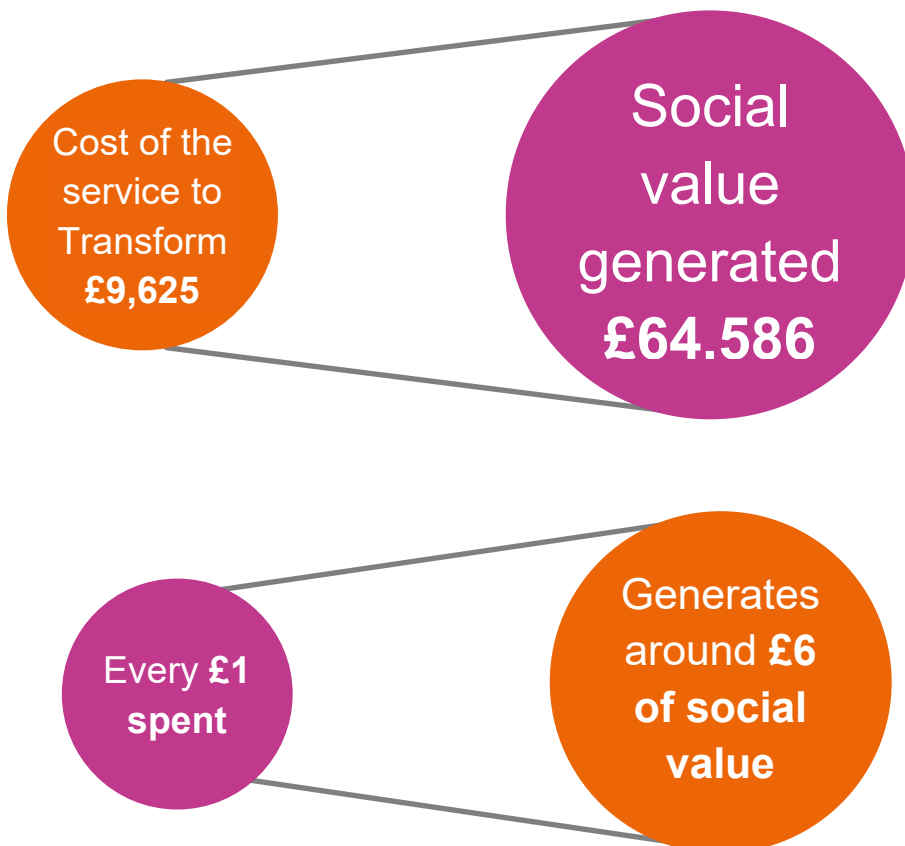 Cost of the
service to
Transform
£9,625
Social
value
generated
£64.586
Every £1
spent
Generates
around £6
of social
value